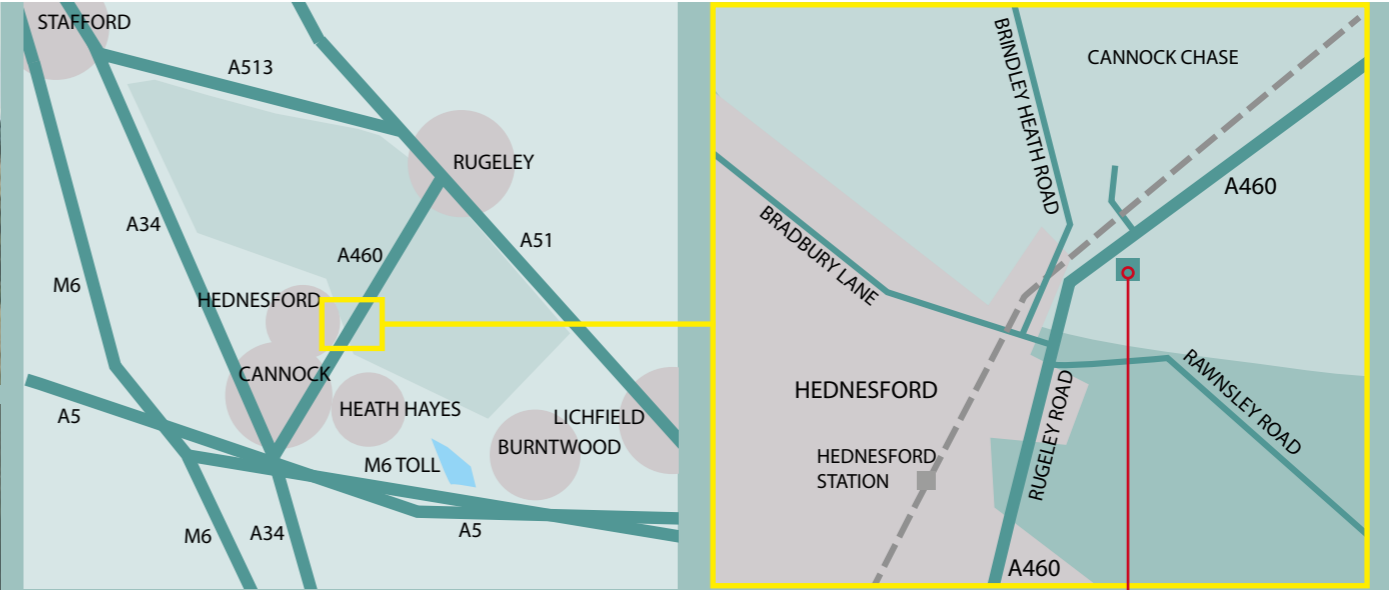 STAFFORD
A513
RUGELEY
A34
A460
A51
M6
HEDNESFORD
CANNOCK
HEATH HAYES
A5
LICHFIELD
BURNTWOOD
M6 TOLL
M6
A34
A5
BRINDLEY HEATH ROAD
CANNOCK CHASE
A460
BRADBURY LANE
HEDNESFORD
RAWNSLEY ROAD
RUGELEY ROAD
HEDNESFORD
STATION
A460